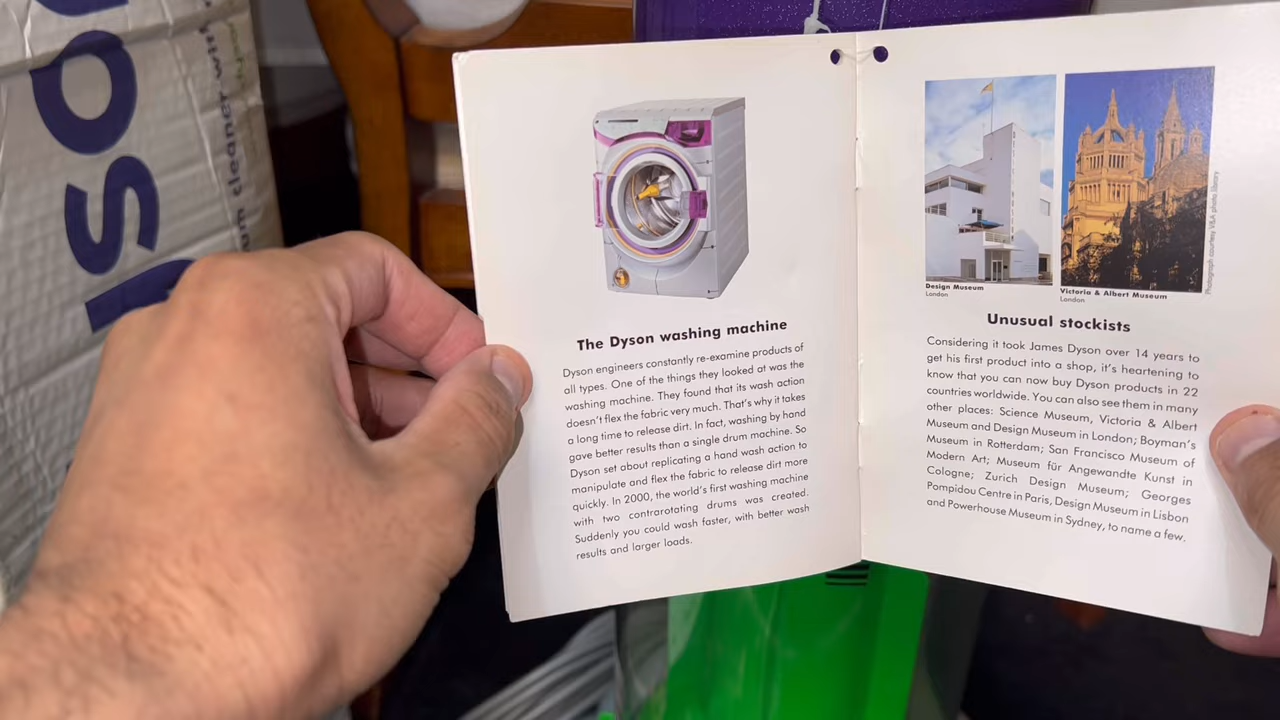 dyson
The Dyson washing machine
Dyson engineers constantly re-examine products of
all types. One of the things they looked at was the
washing machine. They found that its wash action
doesn't flex the fabric very much. That's why it takes
a long time to release dirt. In fact, washing by hand
gave better results than a single drum machine. So
Dyson set about replicating a hand wash action to
manipulate and flex the fabric to release dirt more
quickly. In 2000, the world's first washing machine
with two contrarotating drums was created.
Suddenly you could wash faster, with better wash
results and larger loads.
Design Museum
London
Victoria & Albert Museum
London
Photograph courtesy V&A photo library
Unusual stockists
Considering it took James Dyson over 14 years to
get his first product into a shop, it's heartening to
know that you can now buy Dyson products in 22
countries worldwide. You can also see them in many
other places: Science Museum, Victoria & Albert
Museum and Design Museum in London; Boyman's
Museum in Rotterdam; San Francisco Museum of
Modern Art; Museum für Angewandte Kunst in
Cologne; Zurich Design Museum; Georges
Pompidou Centre in Paris, Design Museum in Lisbon
and Powerhouse Museum in Sydney, to name a few.